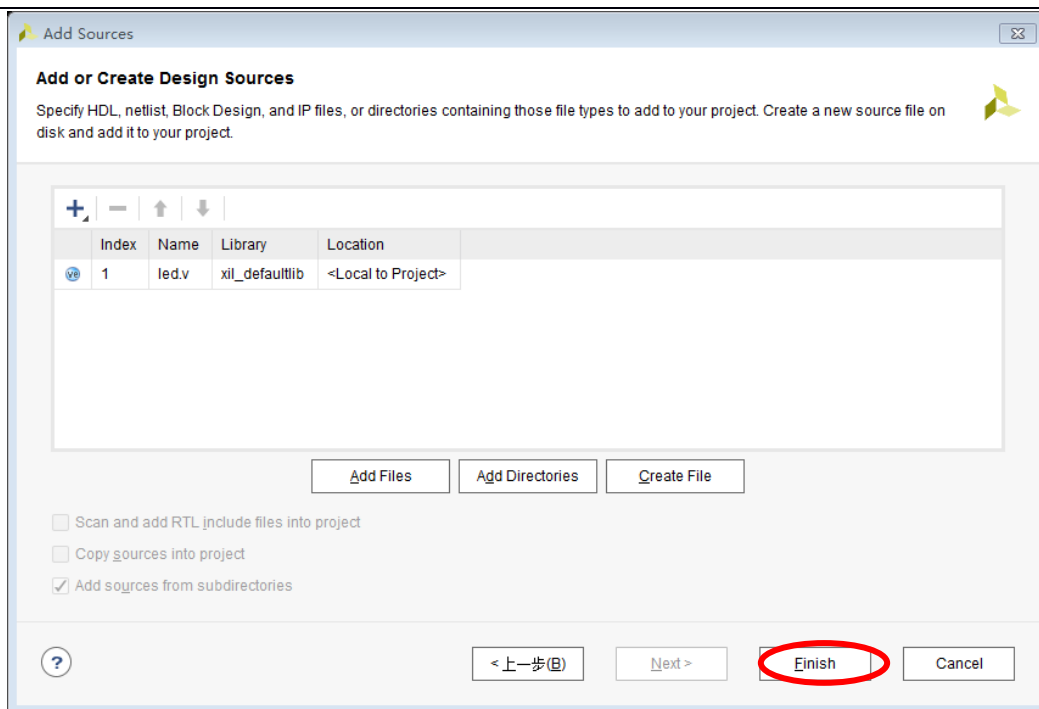 Add Sources
Add or Create Design Sources
Specify HDL, netlist, Block Design, and IP files, or directories containing those file types to add to your project. Create a new source file on
disk and add it to your project.
Index Name Library Location
ve 1 led.v xil_defaultlib <Local to Project>
Add Files Add Directories Create File
Scan and add RTL include files into project
Copy sources into project
Add sources from subdirectories
? <上一步(B) Next > Finish Cancel